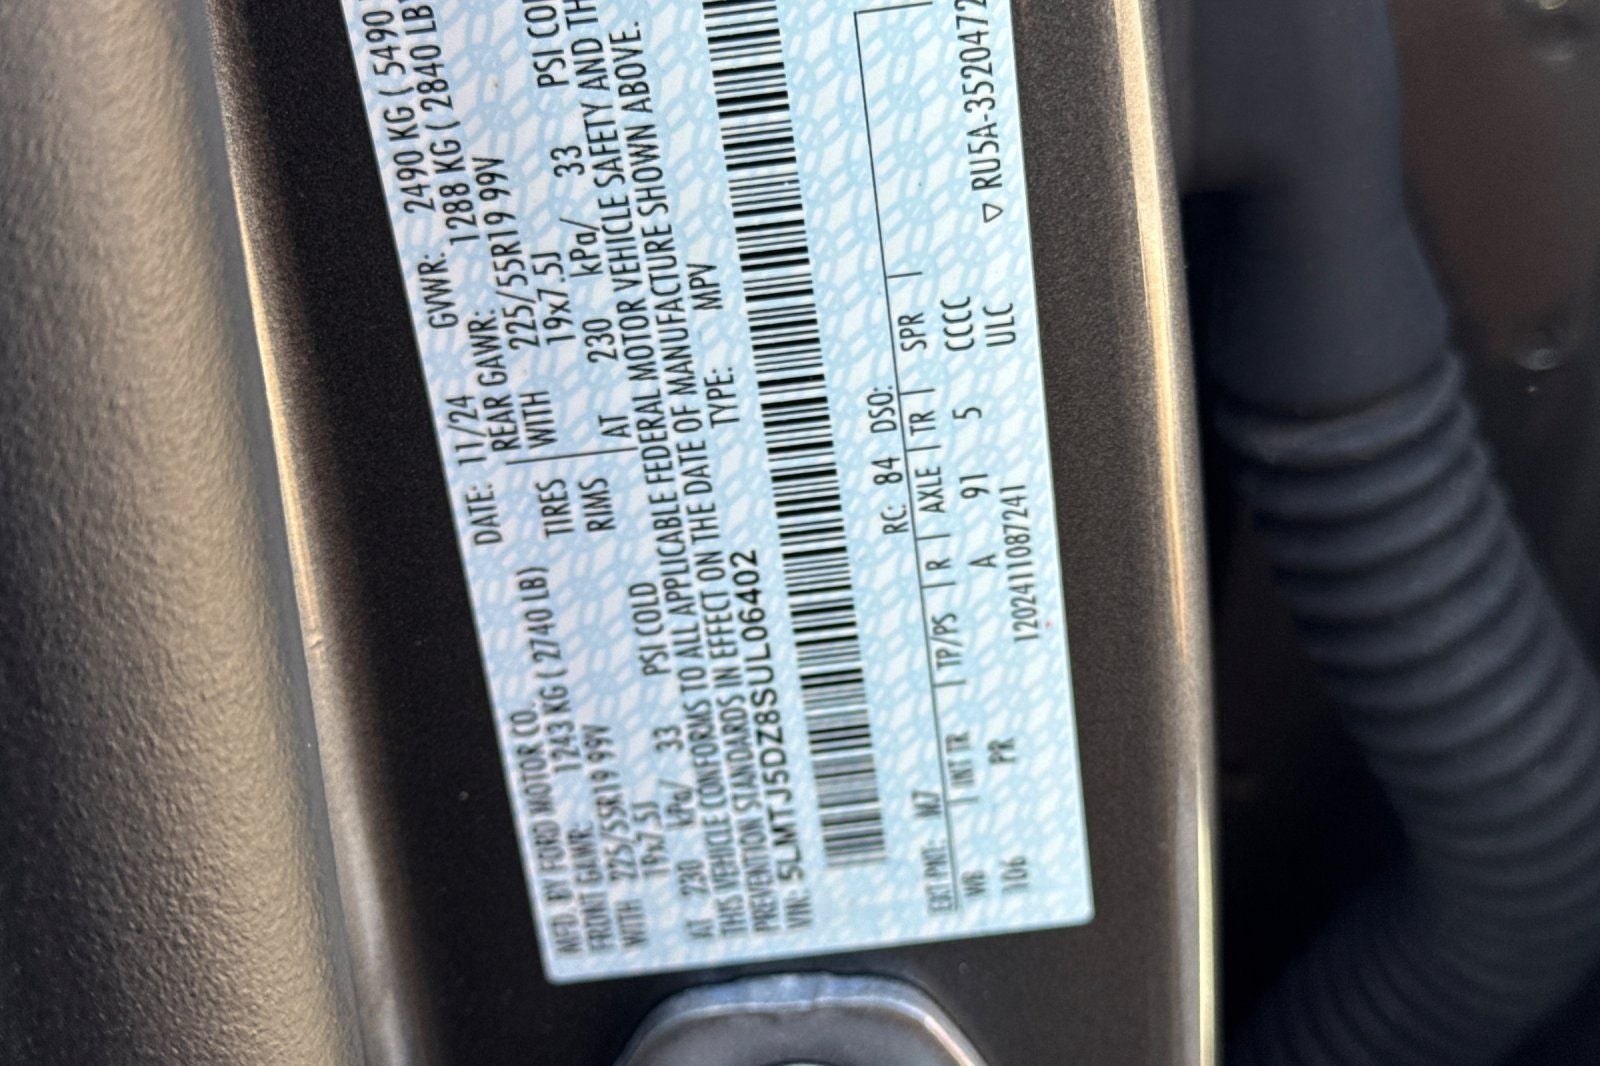 MFD. BY FORD MOTOR CO. DATE: 11/24 GVWR: 2490 KG ( 5490
FRONT GAWR: 1243 KG ( 2740 LB) REAR GAWR: 1288 KG ( 2840 LB
WITH 225/55R19 99V TIRES WITH 225/55R19 99V
19x7.5J RIMS 19x7.5J
AT 230 kPa/ 33 PSI COLD AT 230 kPa/ 33 PSI COL
THIS VEHICLE CONFORMS TO ALL APPLICABLE FEDERAL MOTOR VEHICLE SAFETY AND TH
PREVENTION STANDARDS IN EFFECT ON THE DATE OF MANUFACTURE SHOWN ABOVE.
VIN: 5LMTJ5DZ8SUL06402 TYPE: MPV
EXT PNT: M7 RC: 84 DSO:
WB INT TR TP/PS R AXLE TR SPR
106 PR A 91 5 CCCC
1202411087241 ULC ▽ RU5A-3520472